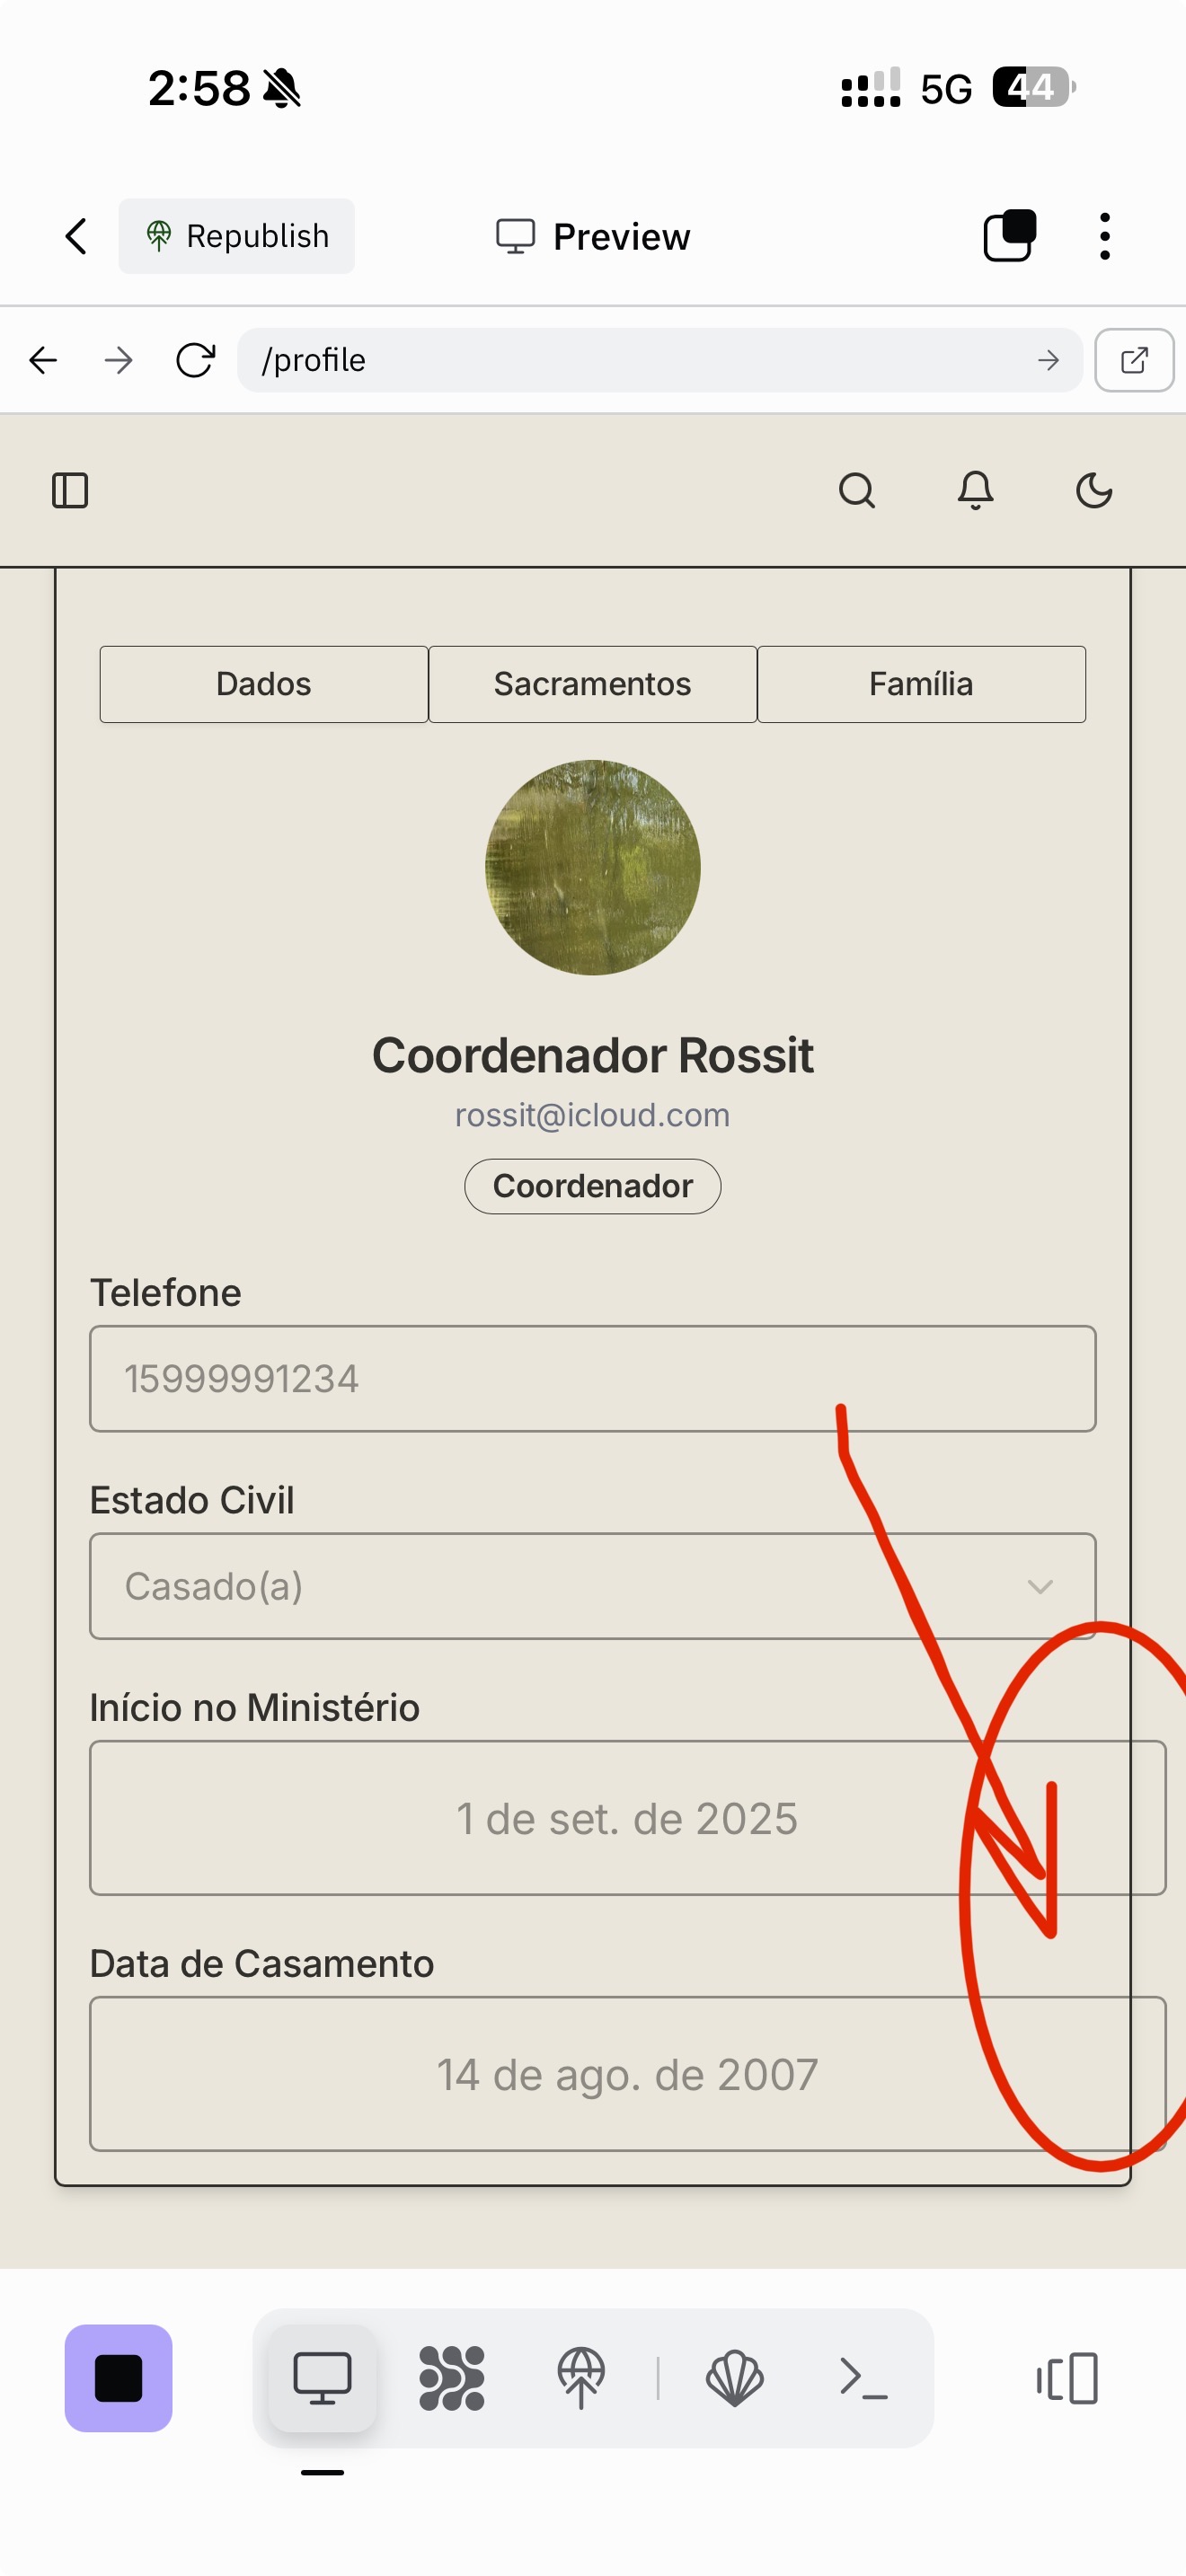 2:58
5G
44
Republish
Preview
/profile
Dados
Sacramentos
Família
Coordenador Rossit
rossit@icloud.com
Coordenador
Telefone
15999991234
Estado Civil
Casado(a)
Início no Ministério
1 de set. de 2025
Data de Casamento
14 de ago. de 2007